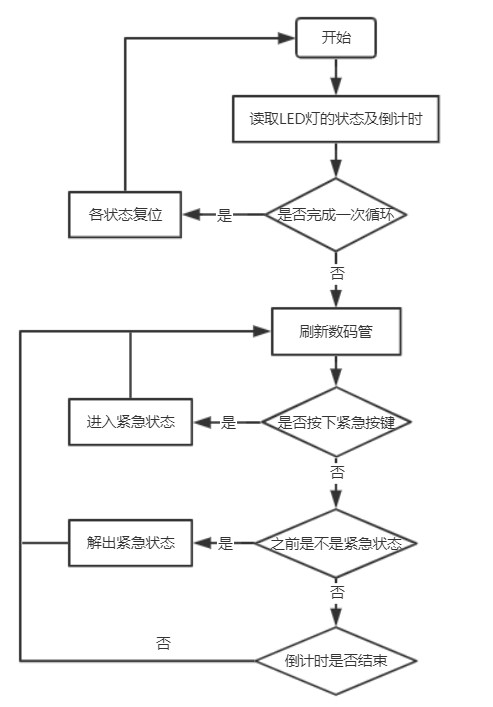 开始
读取LED灯的状态及倒计时
各状态复位
是
是否完成一次循环
否
刷新数码管
进入紧急状态
是
是否按下紧急按键
否
解出紧急状态
是
之前是不是紧急状态
否
否
倒计时是否结束